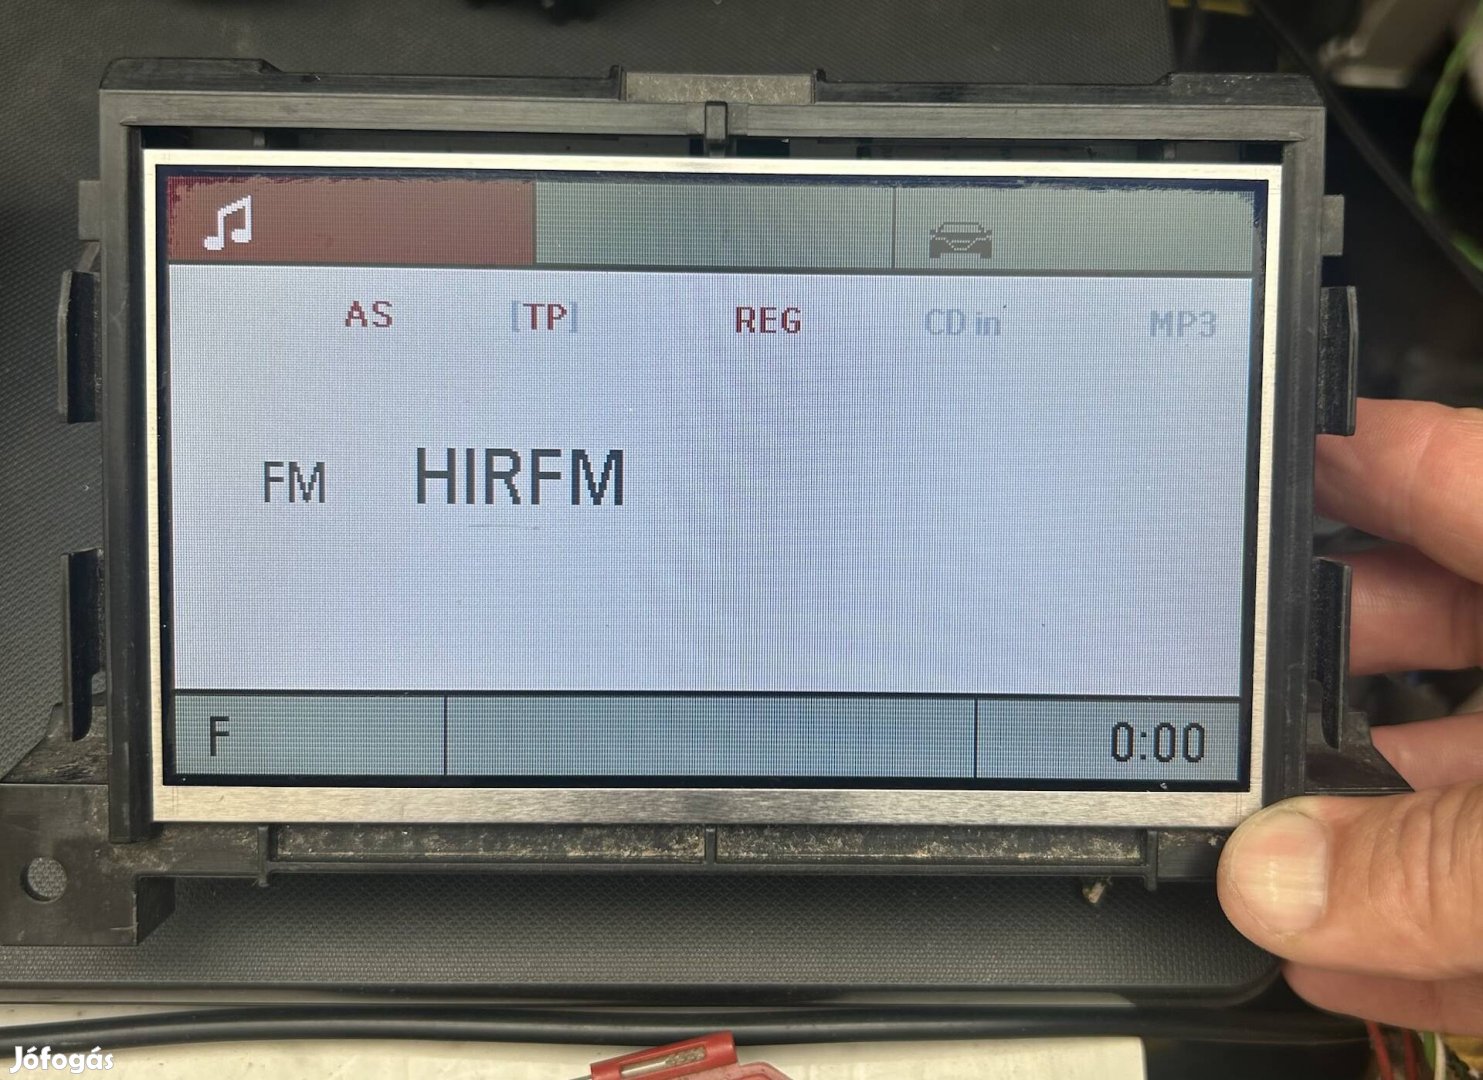 AS [TP] REG CD in MP3
FM HIRFM
F 0:00
Jófogás